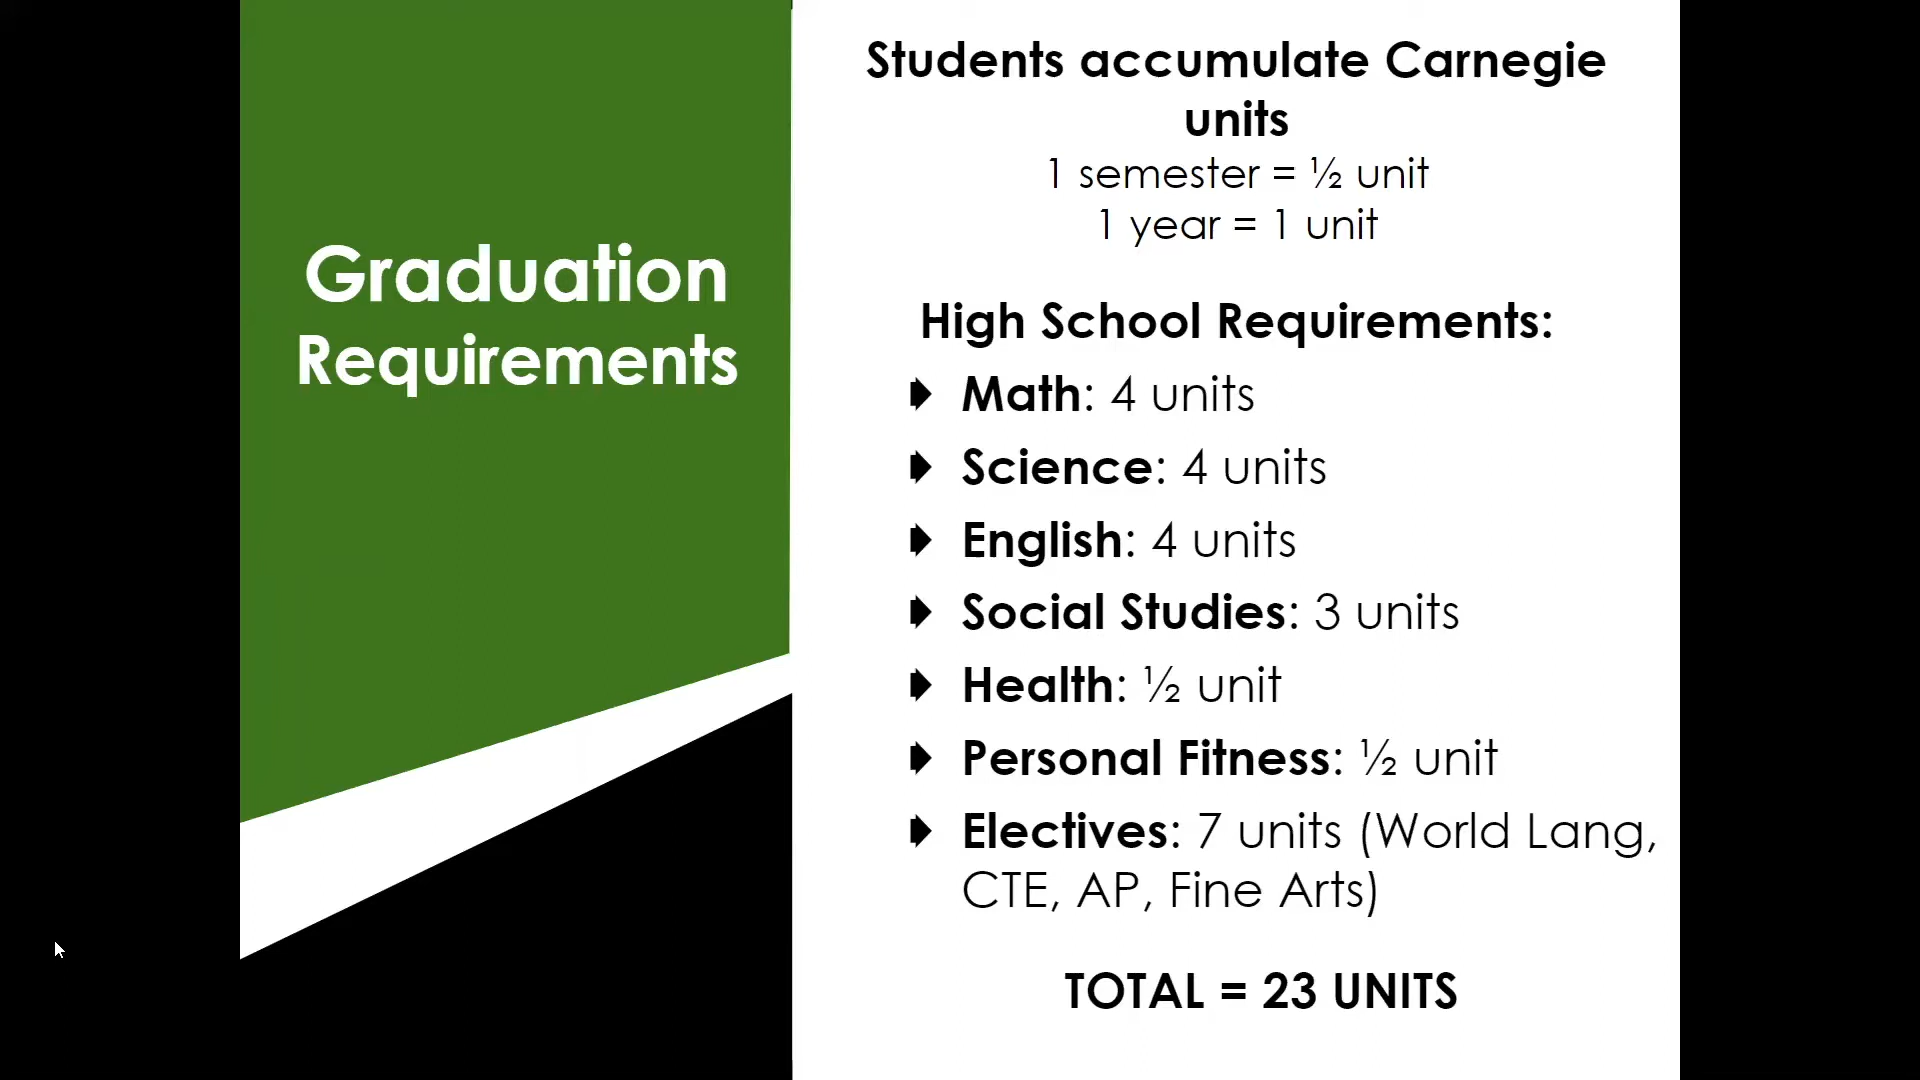 Graduation
Requirements
Students accumulate Carnegie
units
1 semester = ½ unit
1 year = 1 unit
High School Requirements:
Math: 4 units
Science: 4 units
English: 4 units
Social Studies: 3 units
Health: ½ unit
Personal Fitness: ½ unit
Electives: 7 units (World Lang,
CTE, AP, Fine Arts)
TOTAL = 23 UNITS